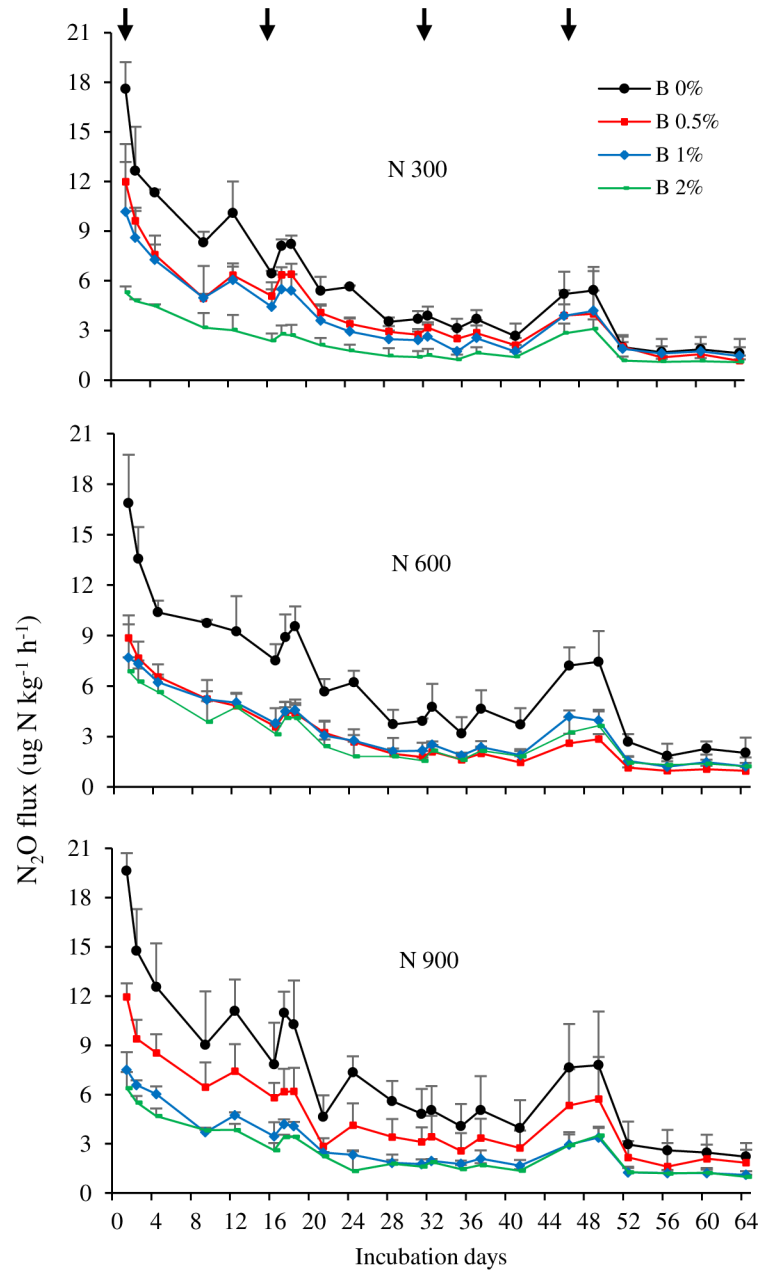 21
18
15
12
9
6
3
0
B 0%
B 0.5%
B 1%
B 2%
N 300
21
18
15
12
9
6
3
0
N 600
N₂O flux (ug N kg⁻¹ h⁻¹)
21
18
15
12
9
6
3
0
N 900
0 4 8 12 16 20 24 28 32 36 40 44 48 52 56 60 64
Incubation days